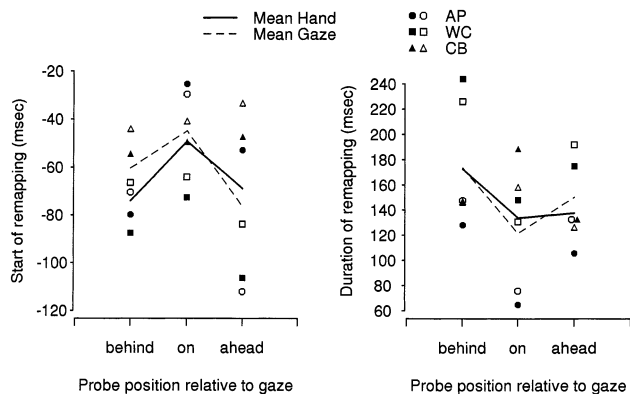 Mean Hand
Mean Gaze
AP
WC
CB
Start of remapping (msec)
-20
-40
-60
-80
-100
-120
behind on ahead
Probe position relative to gaze
Duration of remapping (msec)
240
220
200
180
160
140
120
100
80
60
behind on ahead
Probe position relative to gaze